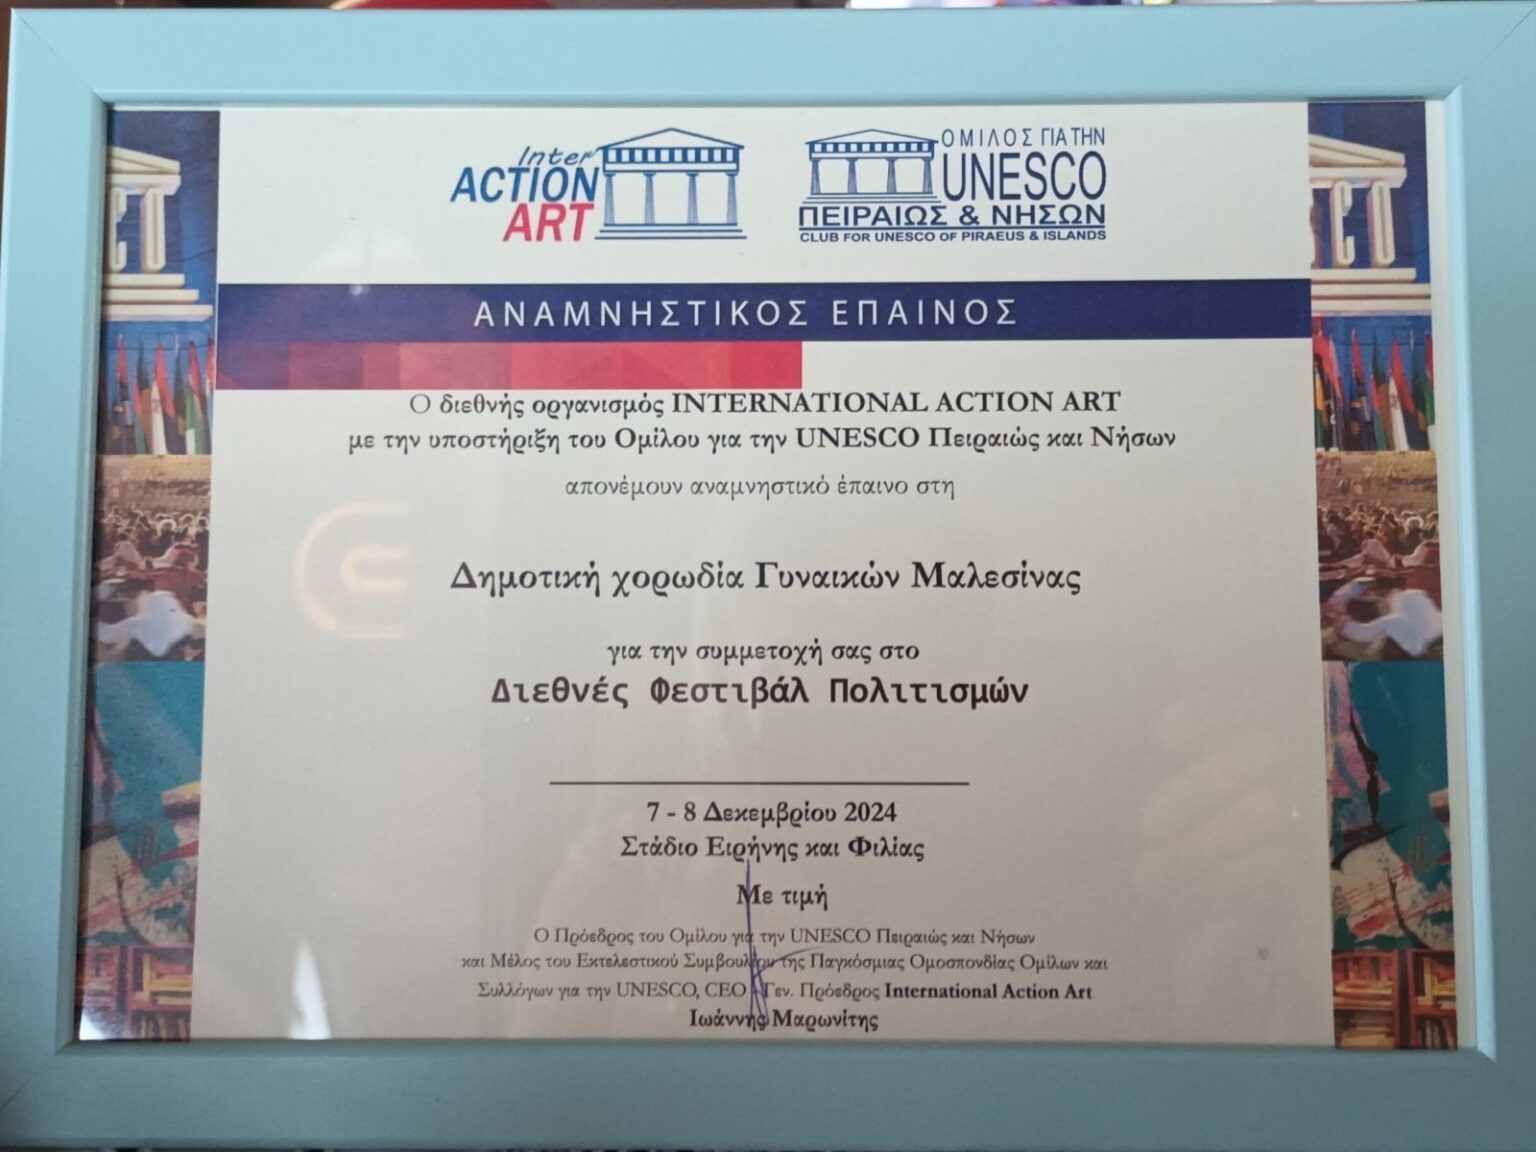 Inter
ACTION
ART
ΟΜΙΛΟΣ ΓΙΑ ΤΗΝ
UNESCO
ΠΕΙΡΑΙΩΣ & ΝΗΣΩΝ
CLUB FOR UNESCO OF PIRAEUS & ISLANDS
ΑΝΑΜΝΗΣΤΙΚΟΣ ΕΠΑΙΝΟΣ
Ο διεθνής οργανισμός INTERNATIONAL ACTION ART
με την υποστήριξη του Ομίλου για την UNESCO Πειραιώς και Νήσων
απονέμουν αναμνηστικό έπαινο στη
Δημοτική χορωδία Γυναικών Μαλεσίνας
για την συμμετοχή σας στο
Διεθνές Φεστιβάλ Πολιτισμών
7 - 8 Δεκεμβρίου 2024
Στάδιο Ειρήνης και Φιλίας
Με τιμή
Ο Πρόεδρος του Ομίλου για την UNESCO Πειραιώς και Νήσων
και Μέλος του Εκτελεστικού Συμβουλίου της Παγκόσμιας Ομοσπονδίας Ομίλων και
Συλλόγων για την UNESCO, CEO Γεν. Πρόεδρος International Action Art
Ιωάννης Μαρωνίτης